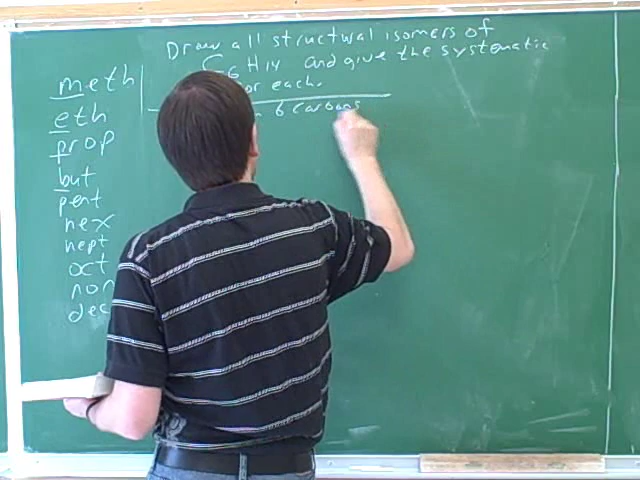 Draw all structural isomers of
C6H14 and give the systematic
for each.
6 carbons
meth
eth
prop
but
pent
hex
hept
oct
non
dec